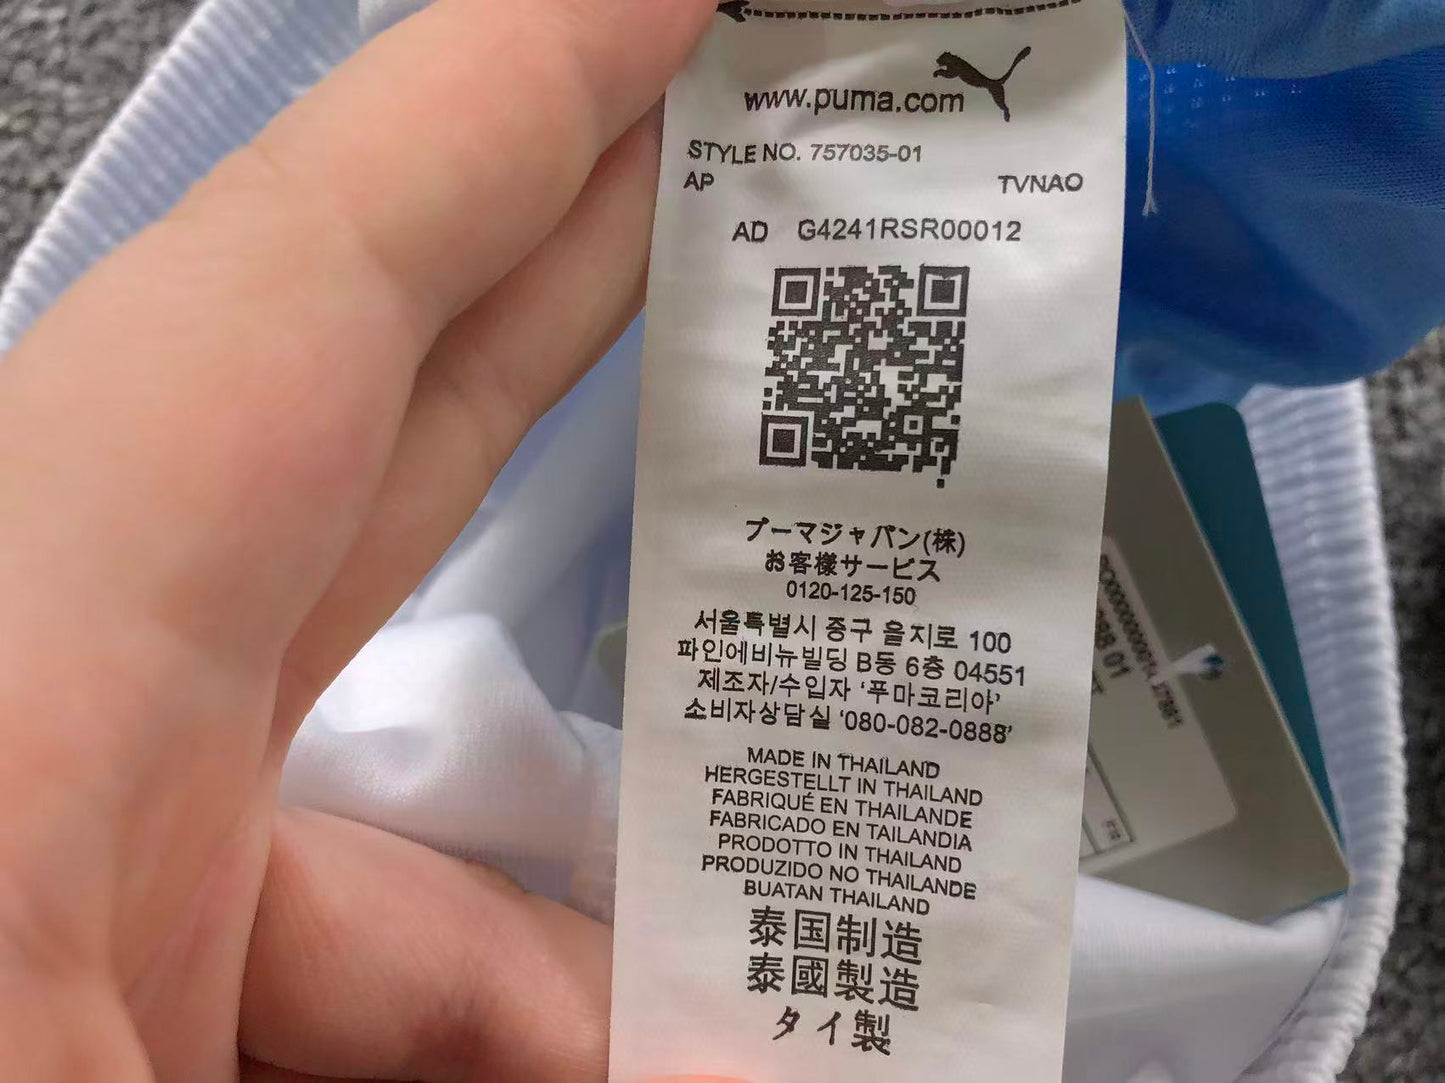 www.puma.com
STYLE NO. 757035-01
AP TVNAO
AD G4241RSR00012
プーマジャパン(株)
お客様サービス
0120-125-150
서울특별시 중구 을지로 100
파인에비뉴빌딩 B동 6층 04551
제조자/수입자 '푸마코리아'
소비자상담실 '080-082-0888'
MADE IN THAILAND
HERGESTELLT IN THAILAND
FABRIQUÉ EN THAILANDE
FABRICADO EN TAILANDIA
PRODOTTO IN THAILAND
PRODUZIDO NO THAILANDE
BUATAN THAILAND
泰国制造
泰國製造
タイ製